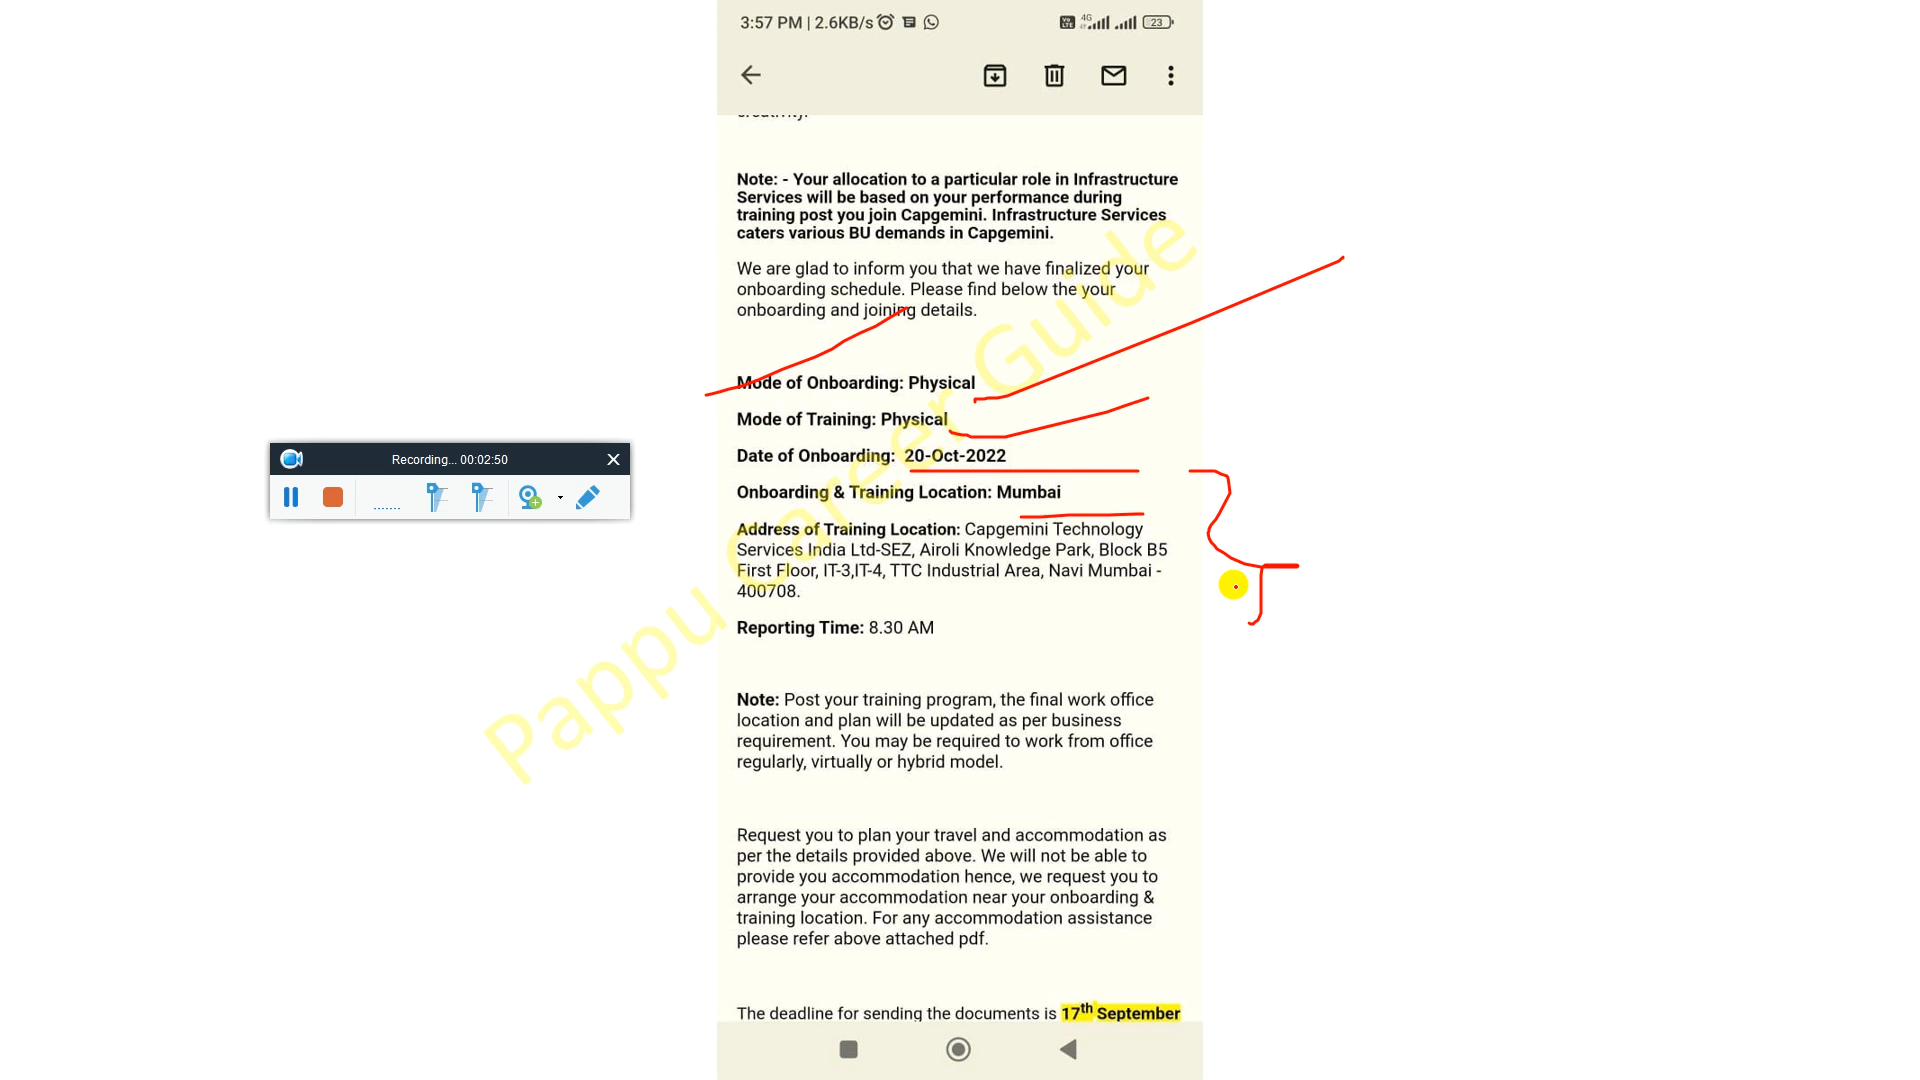 3:57 PM | 2.6KB/s
4G
23
Note: - Your allocation to a particular role in Infrastructure
Services will be based on your performance during
training post you join Capgemini. Infrastructure Services
caters various BU demands in Capgemini.
We are glad to inform you that we have finalized your
onboarding schedule. Please find below the your
onboarding and joining details.
Mode of Onboarding: Physical
Mode of Training: Physical
Date of Onboarding: 20-Oct-2022
Recording... 00:02:50
Onboarding & Training Location: Mumbai
Address of Training Location: Capgemini Technology
Services India Ltd-SEZ, Airoli Knowledge Park, Block B5
First Floor, IT-3,IT-4, TTC Industrial Area, Navi Mumbai -
400708.
Reporting Time: 8.30 AM
Note: Post your training program, the final work office
location and plan will be updated as per business
requirement. You may be required to work from office
regularly, virtually or hybrid model.
Request you to plan your travel and accommodation as
per the details provided above. We will not be able to
provide you accommodation hence, we request you to
arrange your accommodation near your onboarding &
training location. For any accommodation assistance
please refer above attached pdf.
The deadline for sending the documents is 17th September
Pappu Career Guide